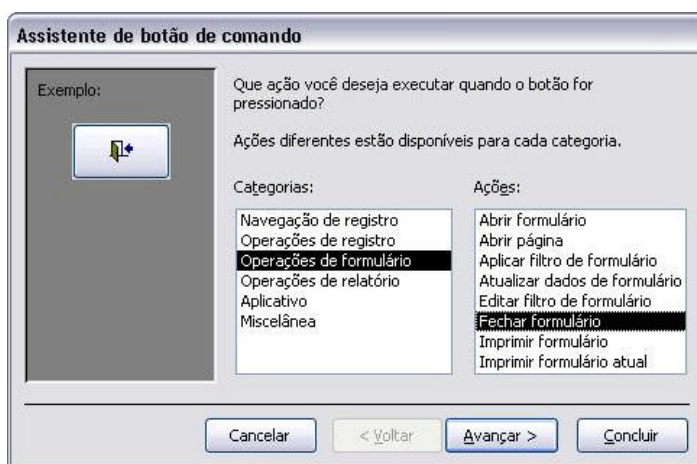 Assistente de botão de comando
Exemplo:
Que ação você deseja executar quando o botão for
pressionado?
Ações diferentes estão disponíveis para cada categoria.
Categorias:
Navegação de registro
Operações de registro
Operações de formulário
Operações de relatório
Aplicativo
Miscelânea
Ações:
Abrir formulário
Abrir página
Aplicar filtro de formulário
Atualizar dados de formulário
Editar filtro de formulário
Fechar formulário
Imprimir formulário
Imprimir formulário atual
Cancelar
< Voltar
Avançar >
Concluir